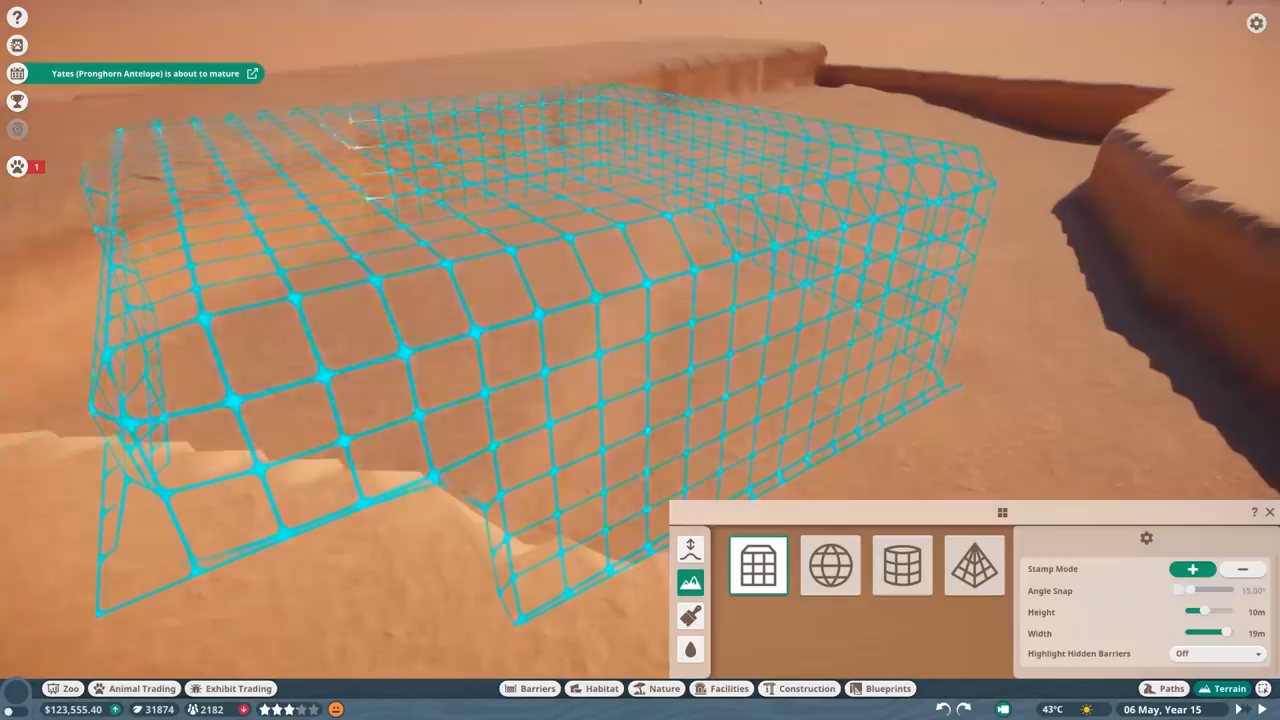 ?
Yates (Pronghorn Antelope) is about to mature
1
?
Stamp Mode
Angle Snap 15.00°
Height 10m
Width 19m
Highlight Hidden Barriers Off
Zoo Animal Trading Exhibit Trading Barriers Habitat Nature Facilities Construction Blueprints Paths Terrain
$123,555.40 31874 2182 43°C 06 May, Year 15